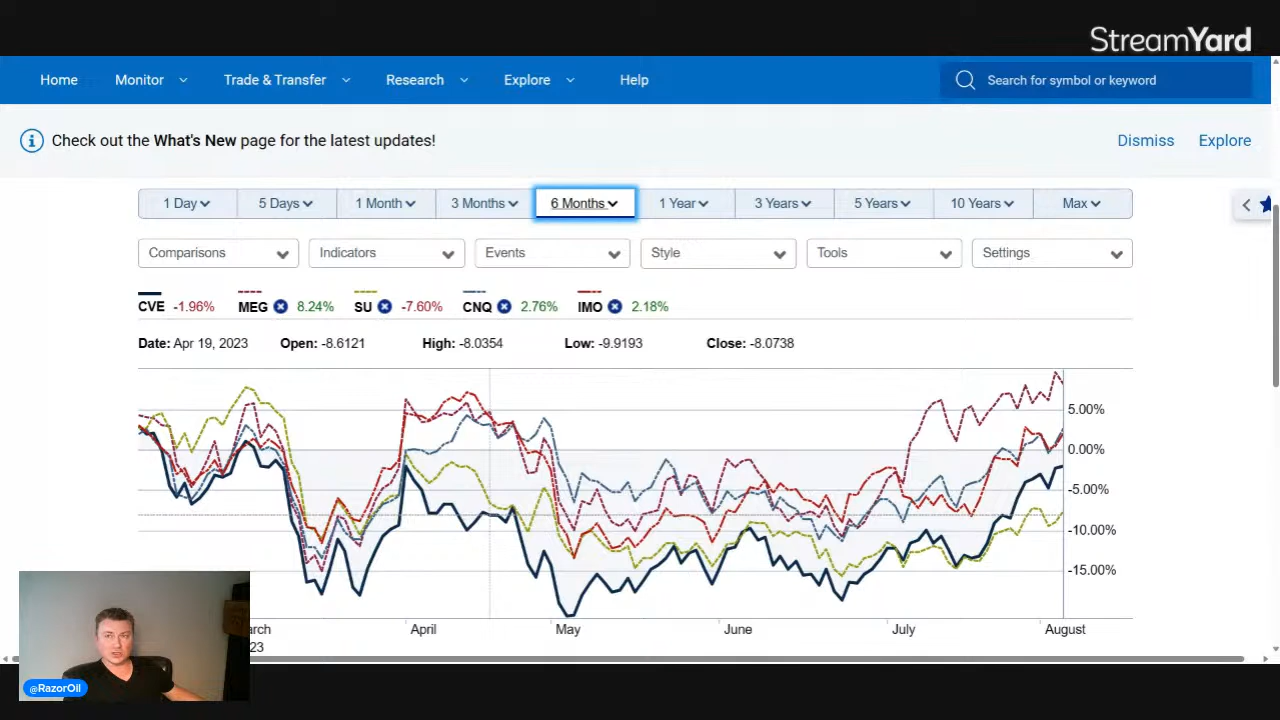 StreamYard
Home Monitor Trade & Transfer Research Explore Help Search for symbol or keyword
Check out the What's New page for the latest updates! Dismiss Explore
1 Day 5 Days 1 Month 3 Months 6 Months 1 Year 3 Years 5 Years 10 Years Max
Comparisons Indicators Events Style Tools Settings
CVE -1.96% MEG 8.24% SU -7.60% CNQ 2.76% IMO 2.18%
Date: Apr 19, 2023 Open: -8.6121 High: -8.0354 Low: -9.9193 Close: -8.0738
5.00%
0.00%
-5.00%
-10.00%
-15.00%
arch April May June July August
23
@RazorOil